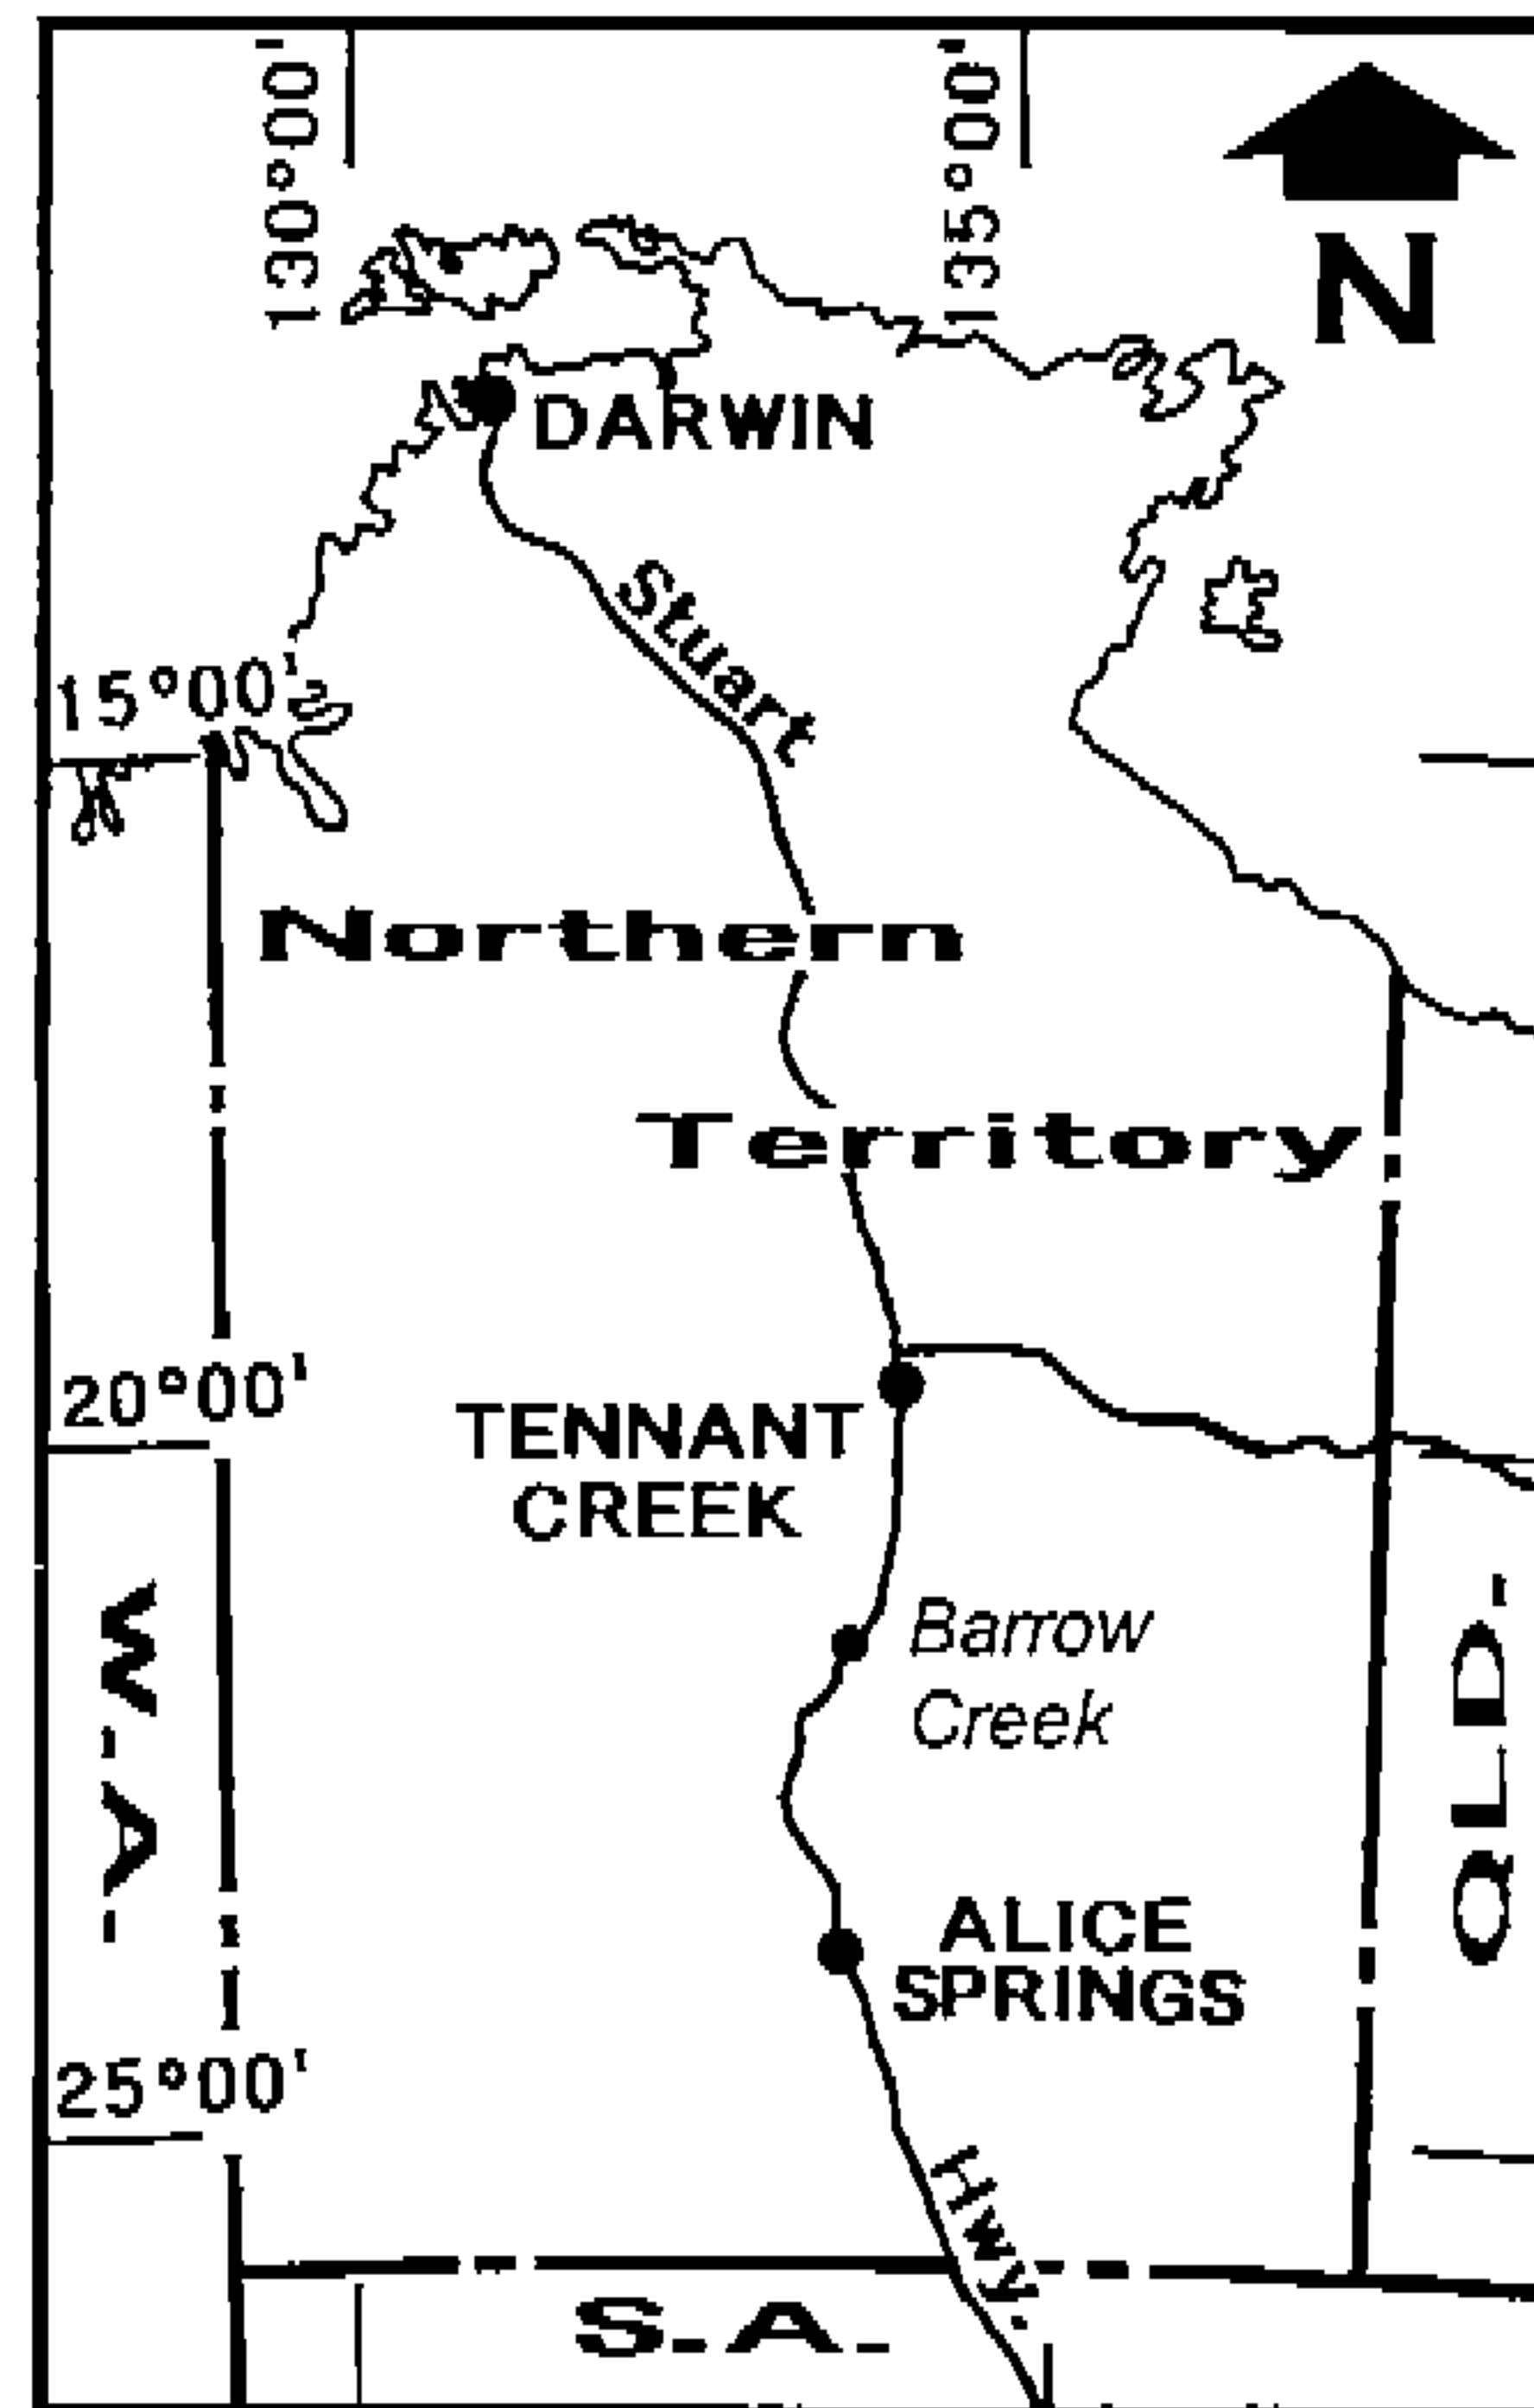 130°00'
135°00'
N
DARWIN
Stuart
15°00'
Northern
Territory
20°00'
TENNANT
CREEK
Barrow
Creek
W.A.
QLD.
ALICE
SPRINGS
25°00'
Hwy.
S.A.